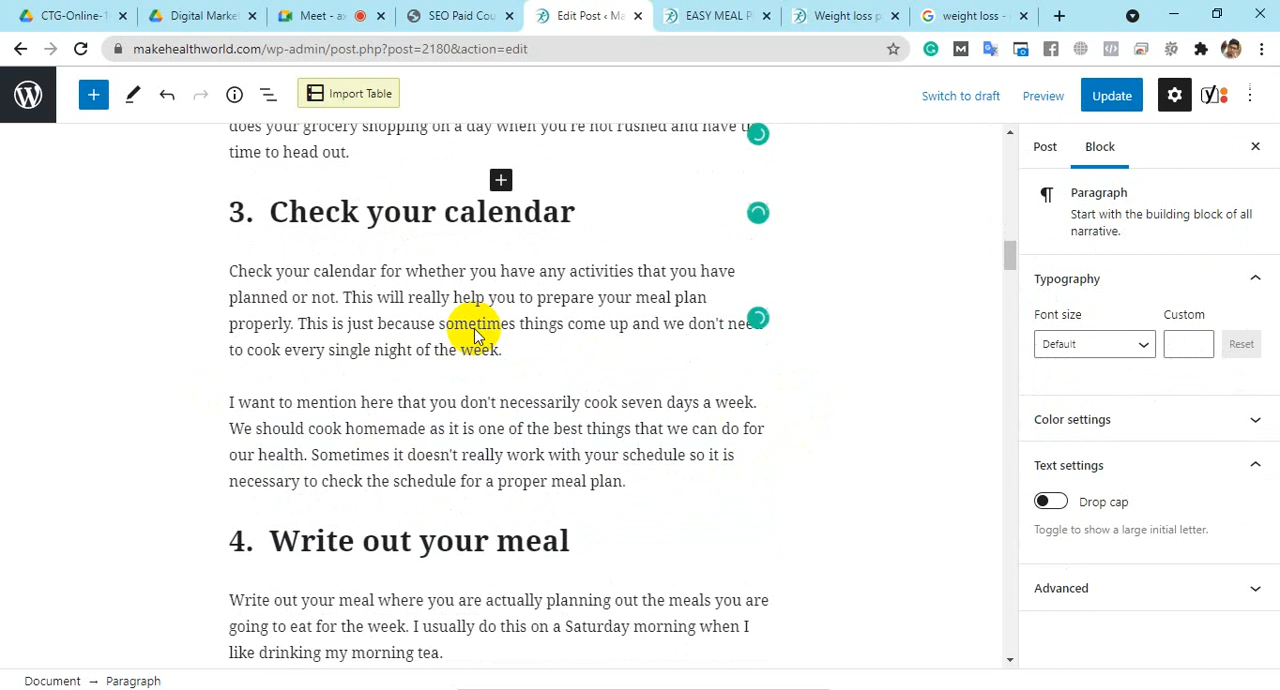 CTG-Online-
Digital Market
Meet - a
SEO Paid Cou
Edit Post ‹ Ma
EASY MEAL P
Weight loss p
weight loss -
makehealthworld.com/wp-admin/post.php?post=2180&action=edit
Import Table
Switch to draft
Preview
Update
does your grocery shopping on a day when you're not rushed and have
time to head out.
3. Check your calendar
Check your calendar for whether you have any activities that you have
planned or not. This will really help you to prepare your meal plan
properly. This is just because sometimes things come up and we don't need
to cook every single night of the week.
I want to mention here that you don't necessarily cook seven days a week.
We should cook homemade as it is one of the best things that we can do for
our health. Sometimes it doesn't really work with your schedule so it is
necessary to check the schedule for a proper meal plan.
4. Write out your meal
Write out your meal where you are actually planning out the meals you are
going to eat for the week. I usually do this on a Saturday morning when I
like drinking my morning tea.
Post
Block
Paragraph
Start with the building block of all
narrative.
Typography
Font size
Custom
Default
Reset
Color settings
Text settings
Drop cap
Toggle to show a large initial letter.
Advanced
Document → Paragraph